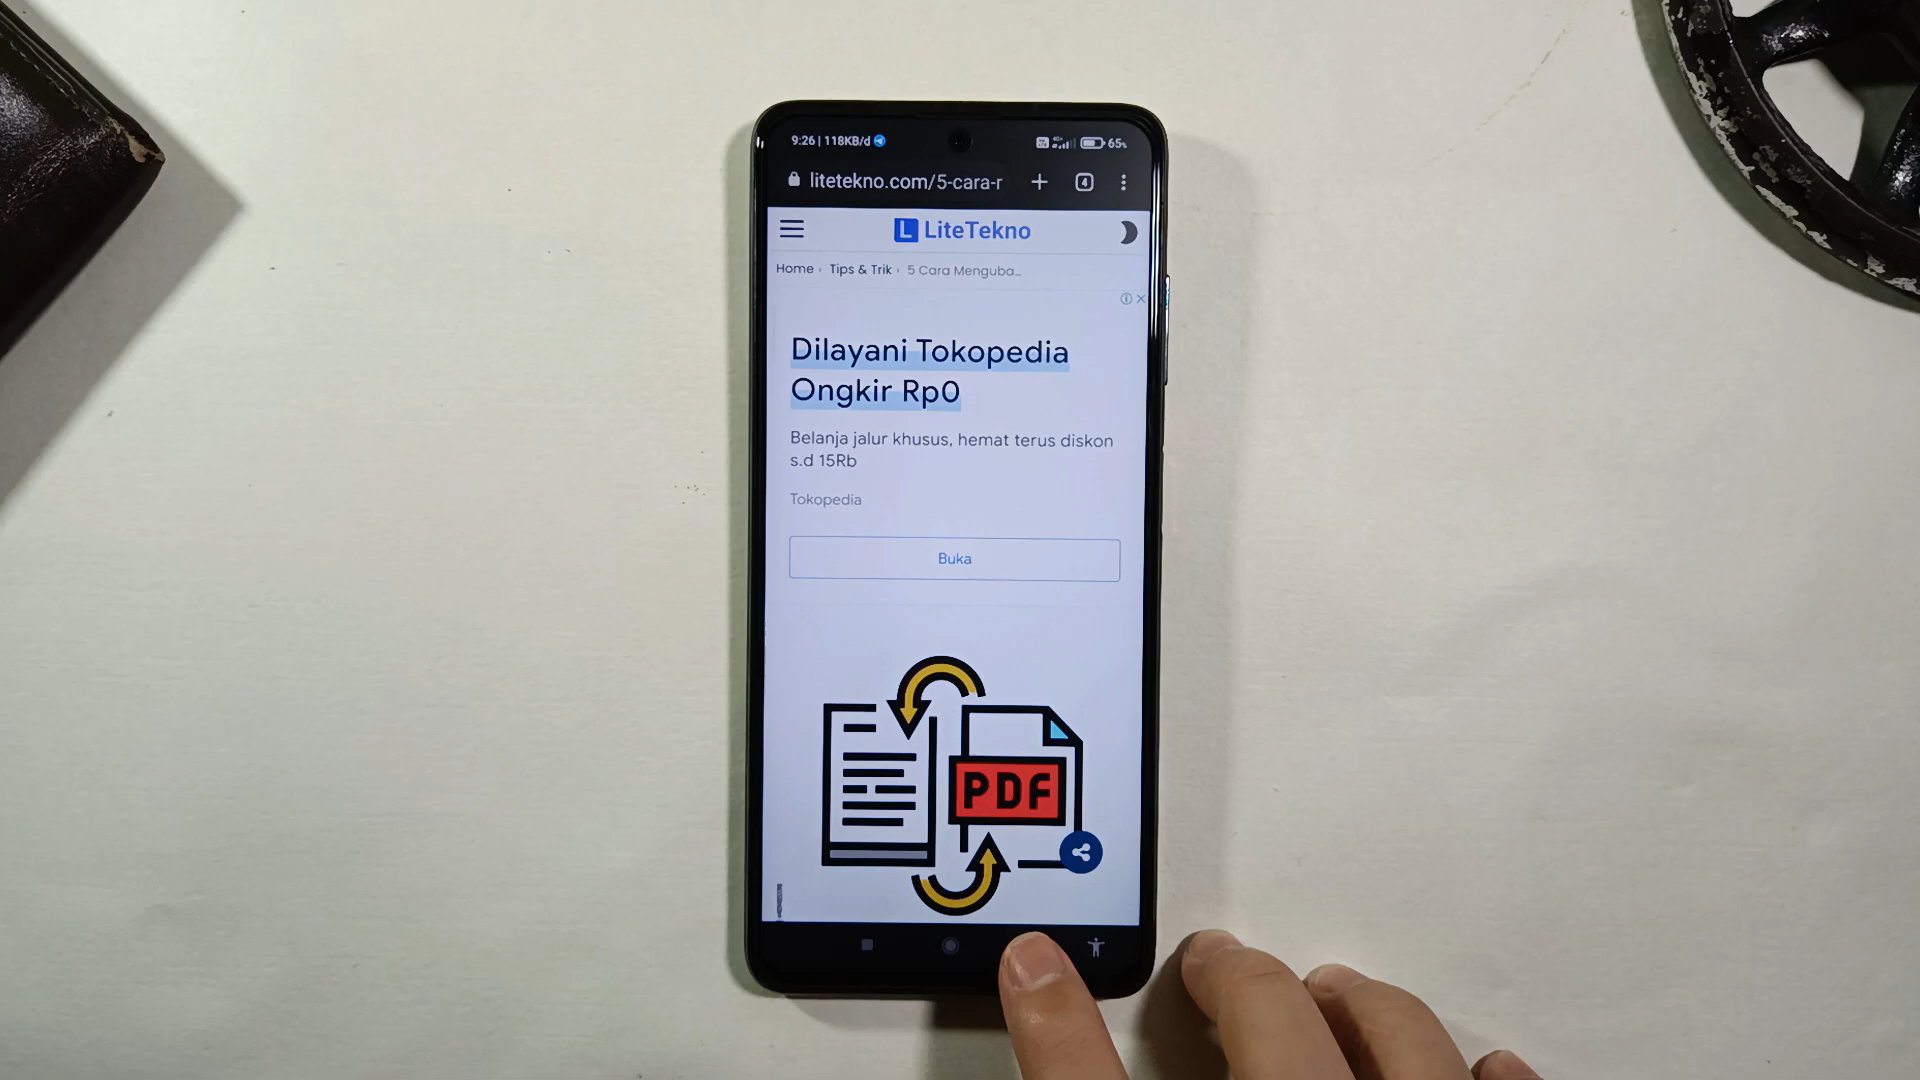 9:26 | 118KB/d
65%
litetekno.com/5-cara-r
4
LiteTekno
Home › Tips & Trik › 5 Cara Menguba...
Dilayani Tokopedia
Ongkir Rp0
Belanja jalur khusus, hemat terus diskon
s.d 15Rb
Tokopedia
Buka
PDF